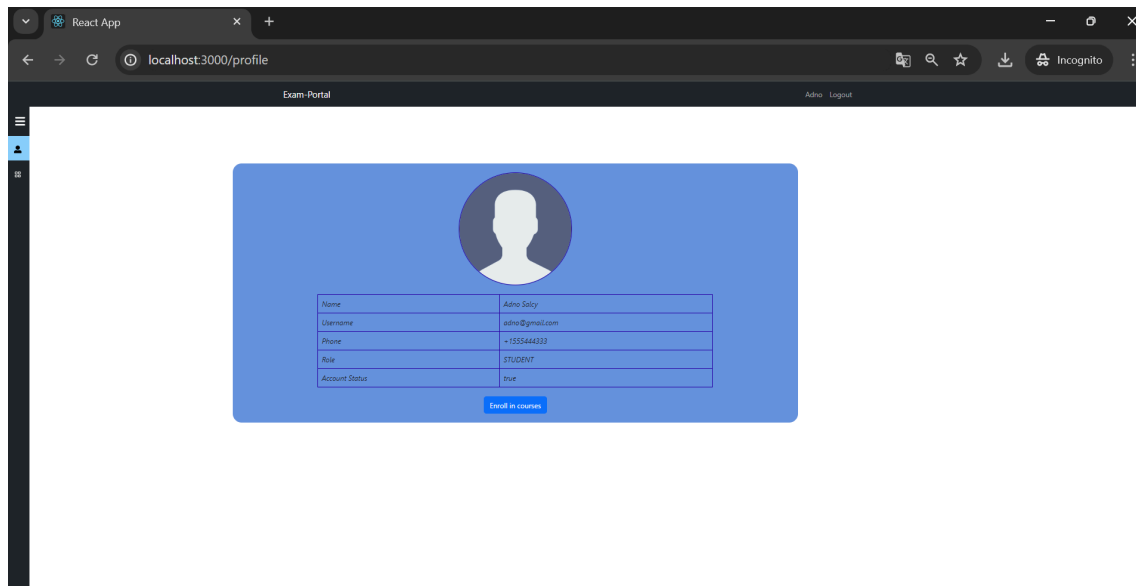 React App
localhost:3000/profile
Incognito
Exam-Portal
Adno Logout
Name Adno Salcy
Username adno@gmail.com
Phone +1555444333
Role STUDENT
Account Status true
Enroll in courses